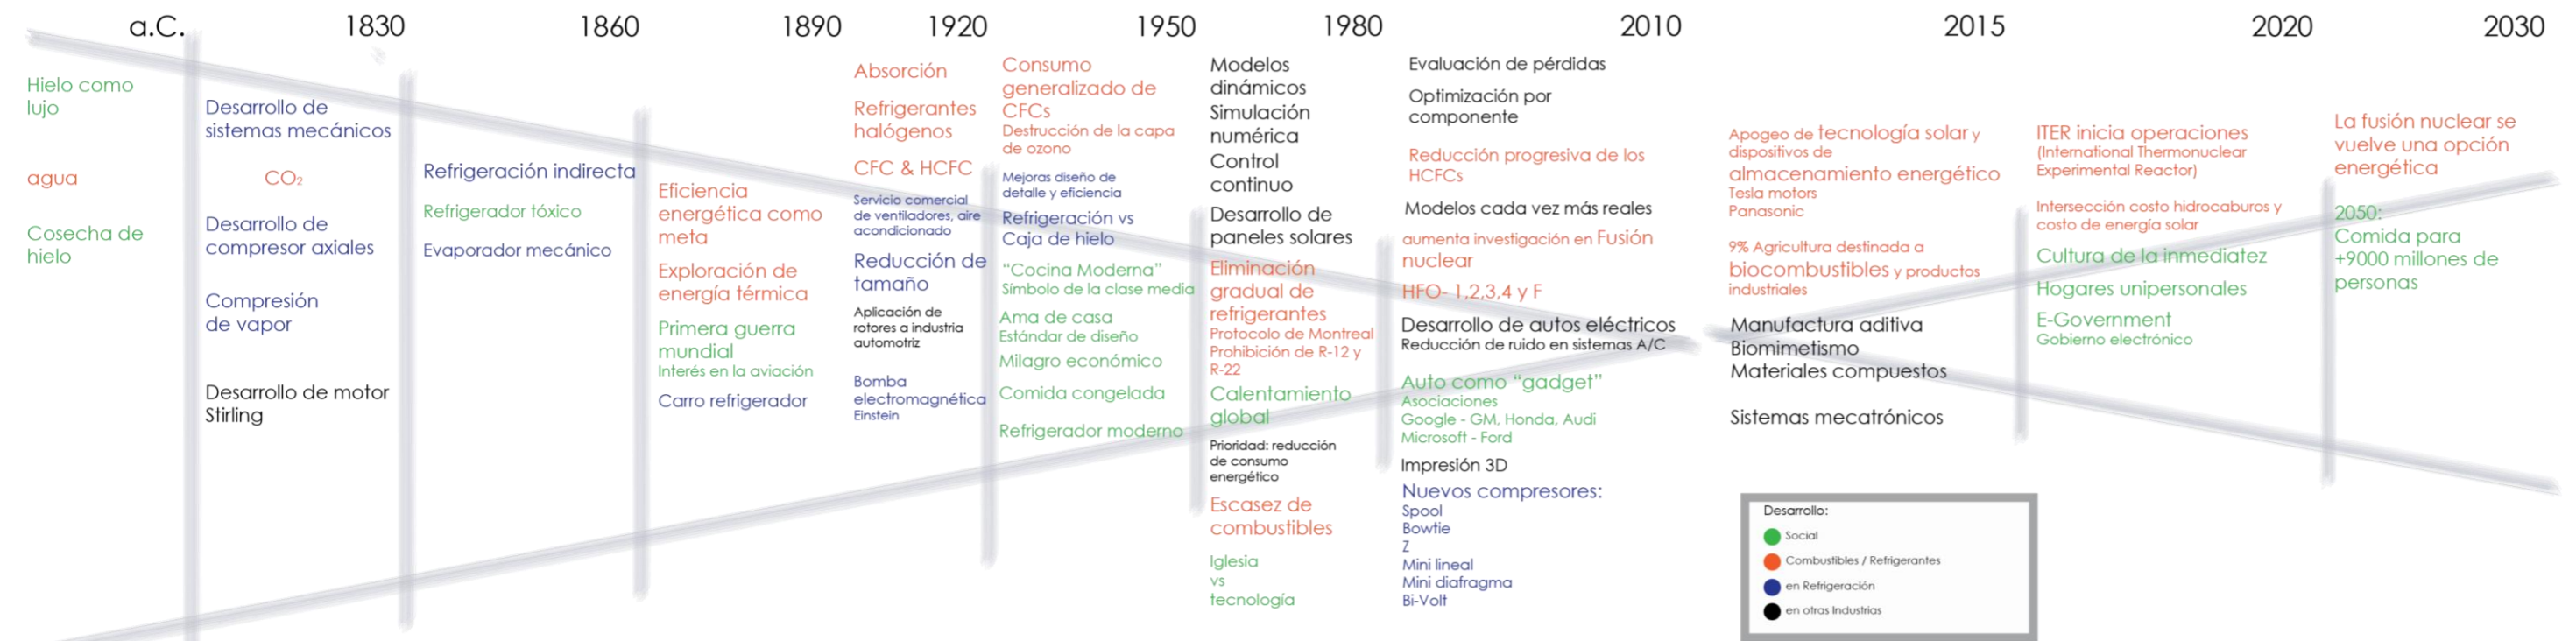 a.C.
1830
1860
1890
1920
1950
1980
2010
2015
2020
2030
Hielo como
lujo
agua
Cosecha de
hielo
Desarrollo de
sistemas mecánicos
CO₂
Desarrollo de
compresor axiales
Compresión
de vapor
Desarrollo de motor
Stirling
Refrigeración indirecta
Refrigerador tóxico
Evaporador mecánico
Eficiencia
energética como
meta
Exploración de
energía térmica
Primera guerra
mundial
Interés en la aviación
Carro refrigerador
Absorción
Refrigerantes
halógenos
CFC & HCFC
Servicio comercial
de ventiladores, aire
acondicionado
Reducción de
tamaño
Aplicación de
rotores a industria
automotriz
Bomba
electromagnética
Einstein
Consumo
generalizado de
CFCs
Destrucción de la capa
de ozono
Mejoras diseño de
detalle y eficiencia
Refrigeración vs
Caja de hielo
“Cocina Moderna”
Símbolo de la clase media
Ama de casa
Estándar de diseño
Milagro económico
Comida congelada
Refrigerador moderno
Modelos
dinámicos
Simulación
numérica
Control
continuo
Desarrollo de
paneles solares
Eliminación
gradual de
refrigerantes
Protocolo de Montreal
Prohibición de R-12 y
R-22
Calentamiento
global
Prioridad: reducción
de consumo
energético
Escasez de
combustibles
Iglesia
vs
tecnología
Evaluación de pérdidas
Optimización por
componente
Reducción progresiva de los
HCFCs
Modelos cada vez más reales
aumenta investigación en Fusión
nuclear
HFO- 1,2,3,4 y F
Desarrollo de autos eléctricos
Reducción de ruido en sistemas A/C
Auto como “gadget”
Asociaciones
Google - GM, Honda, Audi
Microsoft - Ford
Impresión 3D
Nuevos compresores:
Spool
Bowtie
Z
Mini lineal
Mini diafragma
Bi-Volt
Apogeo de tecnología solar y
dispositivos de
almacenamiento energético
Tesla motors
Panasonic
9% Agricultura destinada a
biocombustibles y productos
industriales
Manufactura aditiva
Biomimetismo
Materiales compuestos
Sistemas mecatrónicos
ITER inicia operaciones
(International Thermonuclear
Experimental Reactor)
Intersección costo hidrocaburos y
costo de energía solar
Cultura de la inmediatez
Hogares unipersonales
E-Government
Gobierno electrónico
La fusión nuclear se
vuelve una opción
energética
2050:
Comida para
+9000 millones de
personas
Desarrollo:
Social
Combustibles / Refrigerantes
en Refrigeración
en otras Industrias